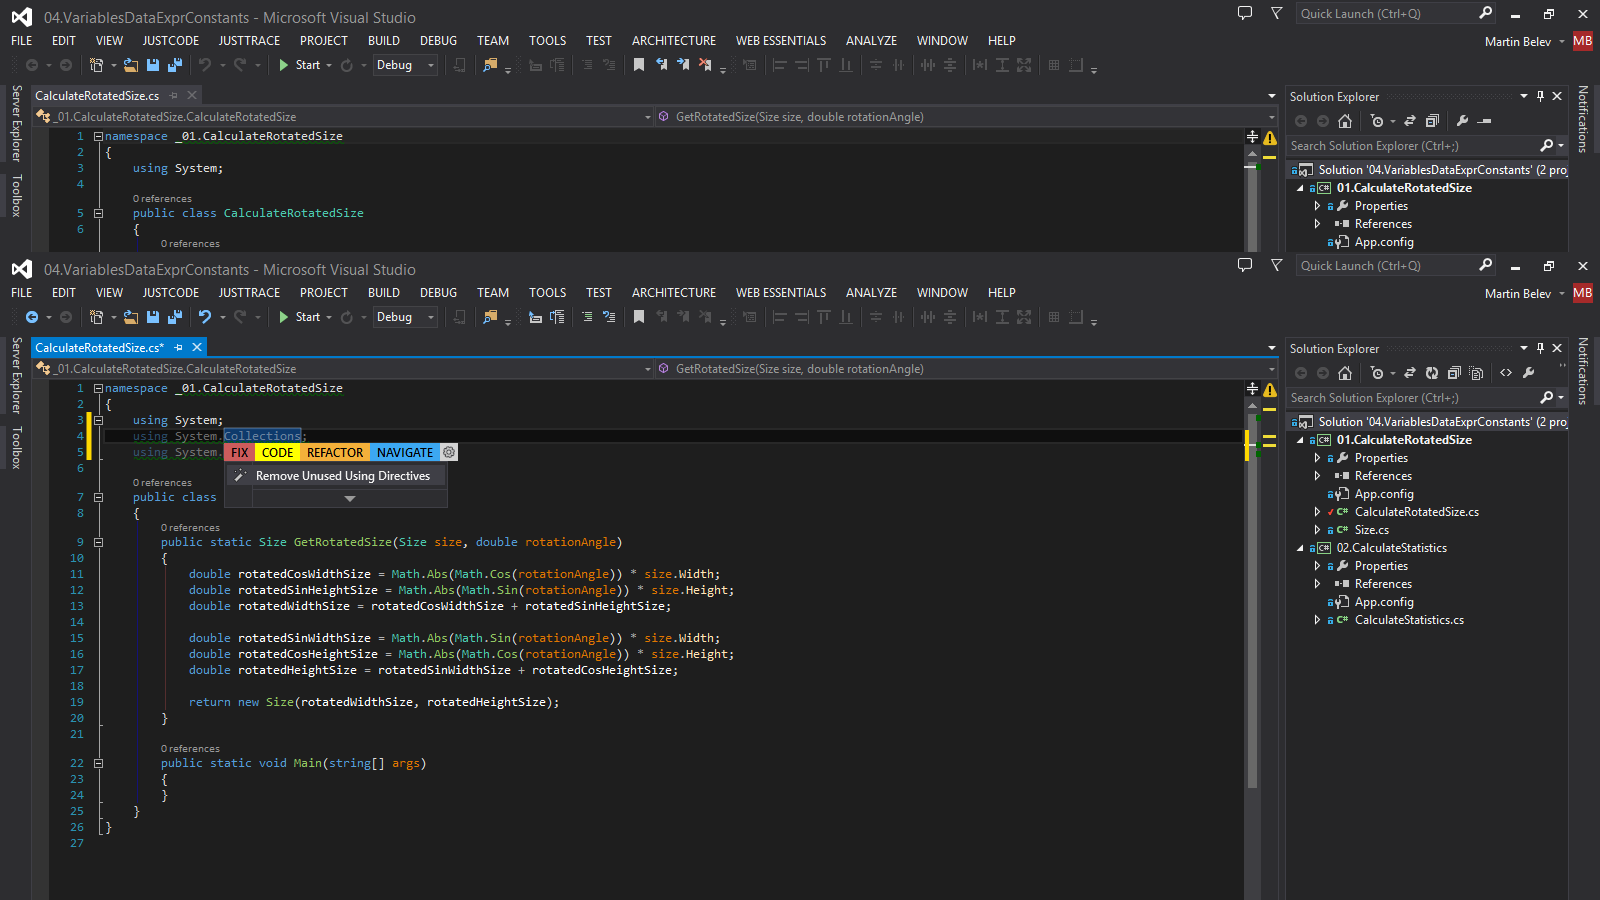 04.VariablesDataExprConstants - Microsoft Visual Studio
Quick Launch (Ctrl+Q)
FILE EDIT VIEW JUSTCODE JUSTTRACE PROJECT BUILD DEBUG TEAM TOOLS TEST ARCHITECTURE WEB ESSENTIALS ANALYZE WINDOW HELP
Martin Belev MB
Start Debug
Server Explorer
Toolbox
CalculateRotatedSize.cs
_01.CalculateRotatedSize.CalculateRotatedSize
GetRotatedSize(Size size, double rotationAngle)
1 namespace _01.CalculateRotatedSize
2 {
3 using System;
4
0 references
5 public class CalculateRotatedSize
6 {
0 references
Solution Explorer
Search Solution Explorer (Ctrl+;)
Solution '04.VariablesDataExprConstants' (2 proj
01.CalculateRotatedSize
Properties
References
App.config
Notifications
04.VariablesDataExprConstants - Microsoft Visual Studio
Quick Launch (Ctrl+Q)
FILE EDIT VIEW JUSTCODE JUSTTRACE PROJECT BUILD DEBUG TEAM TOOLS TEST ARCHITECTURE WEB ESSENTIALS ANALYZE WINDOW HELP
Martin Belev MB
Start Debug
Server Explorer
Toolbox
CalculateRotatedSize.cs*
_01.CalculateRotatedSize.CalculateRotatedSize
GetRotatedSize(Size size, double rotationAngle)
1 namespace _01.CalculateRotatedSize
2 {
3 using System;
4 using System.Collections;
5 using System.
FIX CODE REFACTOR NAVIGATE
Remove Unused Using Directives
6
0 references
7 public class
8 {
0 references
9 public static Size GetRotatedSize(Size size, double rotationAngle)
10 {
11 double rotatedCosWidthSize = Math.Abs(Math.Cos(rotationAngle)) * size.Width;
12 double rotatedSinHeightSize = Math.Abs(Math.Sin(rotationAngle)) * size.Height;
13 double rotatedWidthSize = rotatedCosWidthSize + rotatedSinHeightSize;
14
15 double rotatedSinWidthSize = Math.Abs(Math.Sin(rotationAngle)) * size.Width;
16 double rotatedCosHeightSize = Math.Abs(Math.Cos(rotationAngle)) * size.Height;
17 double rotatedHeightSize = rotatedSinWidthSize + rotatedCosHeightSize;
18
19 return new Size(rotatedWidthSize, rotatedHeightSize);
20 }
21
0 references
22 public static void Main(string[] args)
23 {
24 }
25 }
26 }
27
Solution Explorer
Search Solution Explorer (Ctrl+;)
Solution '04.VariablesDataExprConstants' (2 proj
01.CalculateRotatedSize
Properties
References
App.config
CalculateRotatedSize.cs
Size.cs
02.CalculateStatistics
Properties
References
App.config
CalculateStatistics.cs
Notifications